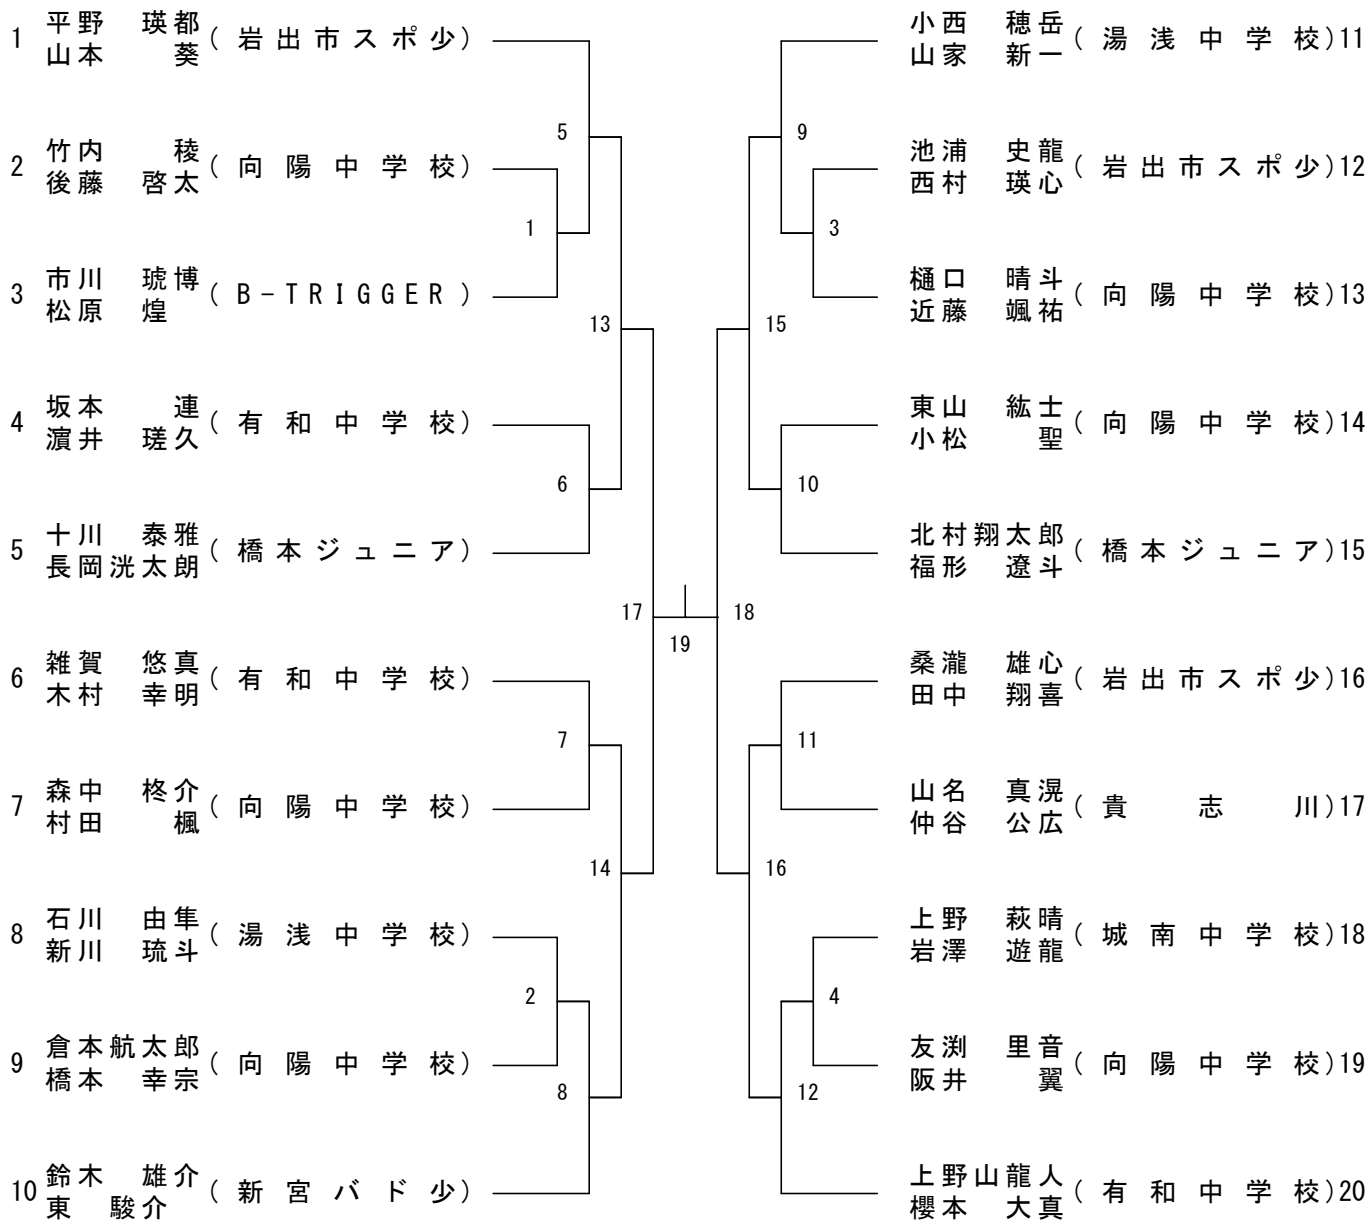 1 平野 瑛都 (岩出市スポ少)
山本 葵
2 竹内 稜 (向陽中学校)
後藤 啓太
3 市川 琥博 (B-TRIGGER)
松原 煌
4 坂本 連 (有和中学校)
濵井 瑳久
5 十川 泰雅 (橋本ジュニア)
長岡洸太朗
6 雑賀 悠真 (有和中学校)
木村 幸明
7 森中 柊介 (向陽中学校)
村田 楓
8 石川 由隼 (湯浅中学校)
新川 琉斗
9 倉本航太郎 (向陽中学校)
橋本 幸宗
10 鈴木 雄介 (新宮バド少)
東 駿介
5
1
13
6
17
7
14
2
8
19
9
3
15
10
18
11
16
4
12
小西 穂岳 (湯浅中学校) 11
山家 新一
池浦 史龍 (岩出市スポ少) 12
西村 瑛心
樋口 晴斗 (向陽中学校) 13
近藤 颯祐
東山 紘士 (向陽中学校) 14
小松 聖
北村翔太郎 (橋本ジュニア) 15
福形 遼斗
桑瀧 雄心 (岩出市スポ少) 16
田中 翔喜
山名 真滉 (貴志川) 17
仲谷 公広
上野 萩晴 (城南中学校) 18
岩澤 遊龍
友渕 里音 (向陽中学校) 19
阪井 翼
上野山龍人 (有和中学校) 20
櫻本 大真